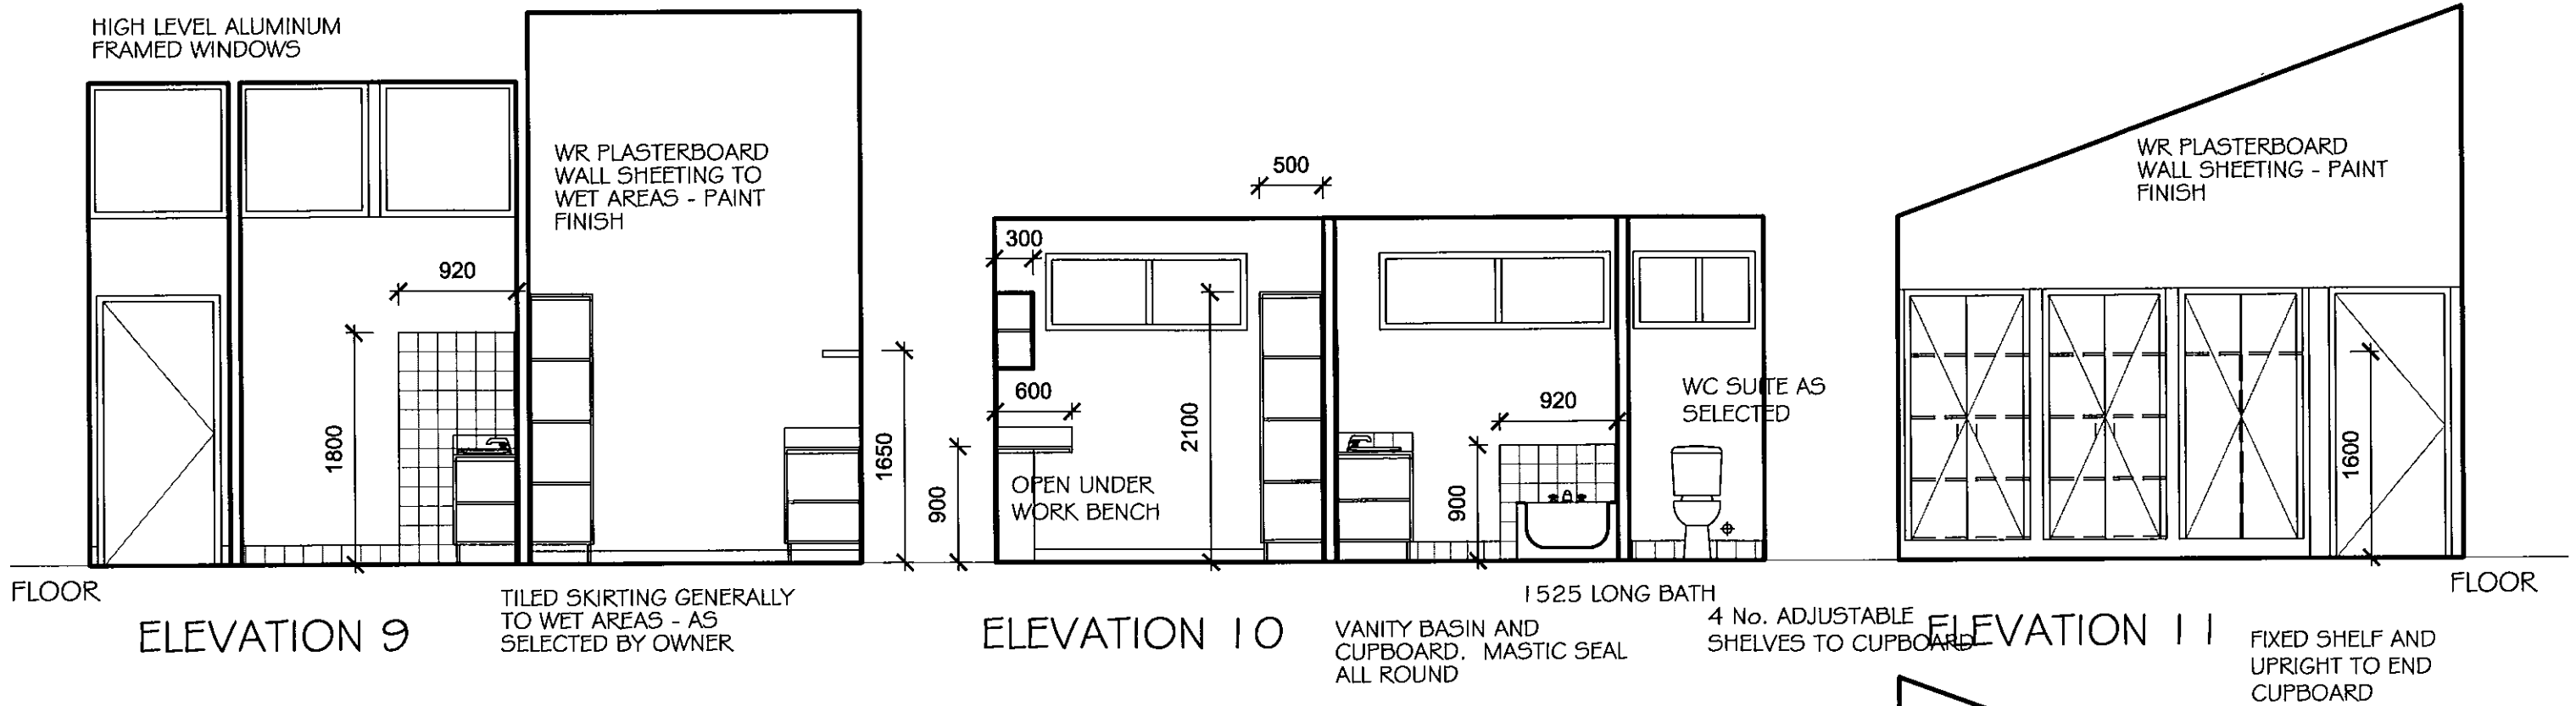 HIGH LEVEL ALUMINUM
FRAMED WINDOWS
WR PLASTERBOARD
WALL SHEETING TO
WET AREAS - PAINT
FINISH
920
1800
1650
FLOOR
ELEVATION 9
TILED SKIRTING GENERALLY
TO WET AREAS - AS
SELECTED BY OWNER
500
300
600
900
2100
OPEN UNDER
WORK BENCH
920
900
WC SUITE AS
SELECTED
1525 LONG BATH
ELEVATION 10
VANITY BASIN AND
CUPBOARD. MASTIC SEAL
ALL ROUND
4 No. ADJUSTABLE
SHELVES TO CUPBOARD
WR PLASTERBOARD
WALL SHEETING - PAINT
FINISH
1600
FLOOR
ELEVATION 11
FIXED SHELF AND
UPRIGHT TO END
CUPBOARD